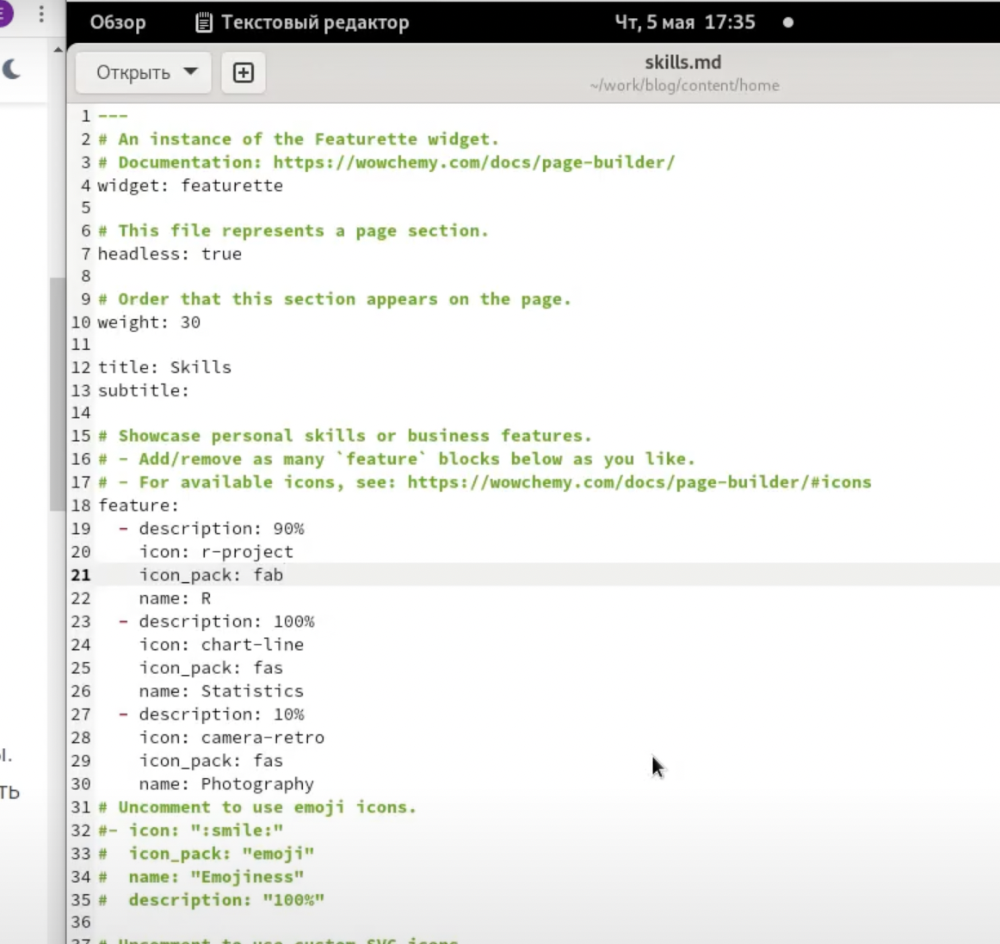 Обзор
Текстовый редактор
Чт, 5 мая 17:35
Открыть
skills.md
~/work/blog/content/home
1 ---
2 # An instance of the Featurette widget.
3 # Documentation: https://wowchemy.com/docs/page-builder/
4 widget: featurette
5
6 # This file represents a page section.
7 headless: true
8
9 # Order that this section appears on the page.
10 weight: 30
11
12 title: Skills
13 subtitle:
14
15 # Showcase personal skills or business features.
16 # - Add/remove as many `feature` blocks below as you like.
17 # - For available icons, see: https://wowchemy.com/docs/page-builder/#icons
18 feature:
19   - description: 90%
20     icon: r-project
21     icon_pack: fab
22     name: R
23   - description: 100%
24     icon: chart-line
25     icon_pack: fas
26     name: Statistics
27   - description: 10%
28     icon: camera-retro
29     icon_pack: fas
30     name: Photography
31 # Uncomment to use emoji icons.
32 #- icon: ":smile:"
33 #  icon_pack: "emoji"
34 #  name: "Emojiness"
35 #  description: "100%"
36
37 # Uncomment to use custom SVG icons.
ы.
ть